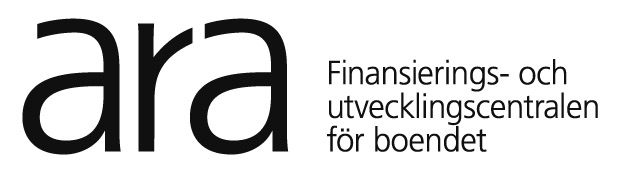 ara
Finansierings- och
utvecklingscentralen
för boendet